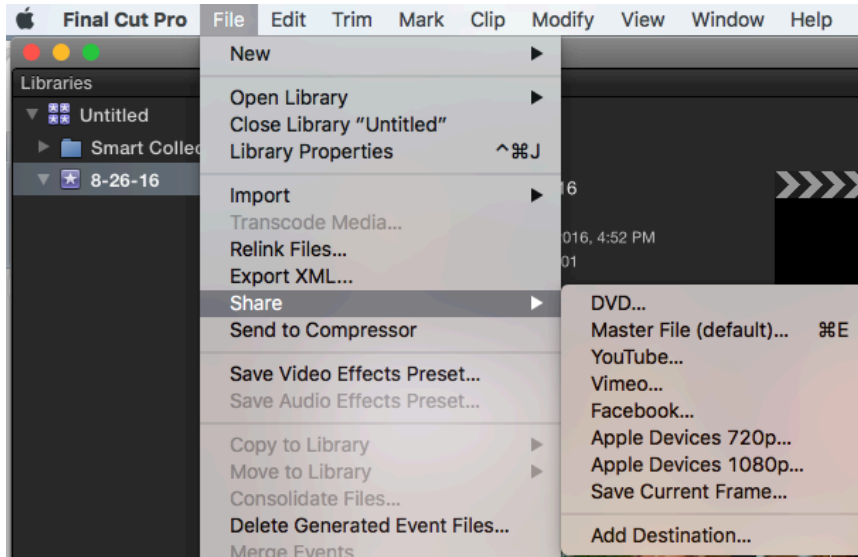 Final Cut Pro File Edit Trim Mark Clip Modify View Window Help
Libraries
Untitled
Smart Collec
8-26-16
New
Open Library
Close Library "Untitled"
Library Properties ^⌘J
Import
Transcode Media...
Relink Files...
Export XML...
Share
Send to Compressor
Save Video Effects Preset...
Save Audio Effects Preset...
Copy to Library
Move to Library
Consolidate Files...
Delete Generated Event Files...
Merge Events
16
016, 4:52 PM
01
DVD...
Master File (default)... ⌘E
YouTube...
Vimeo...
Facebook...
Apple Devices 720p...
Apple Devices 1080p...
Save Current Frame...
Add Destination...